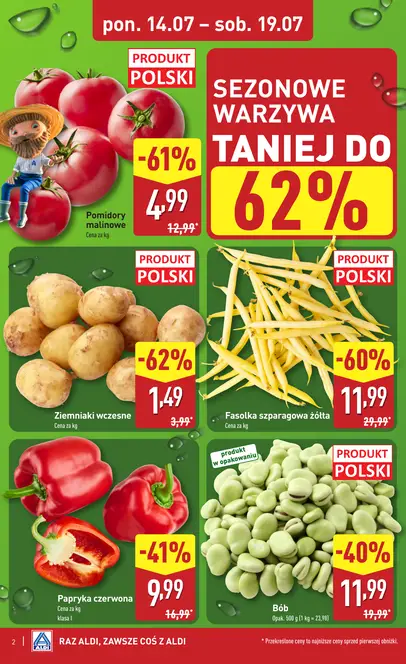 pon. 14.07 – sob. 19.07
PRODUKT
POLSKI
SEZONOWE
WARZYWA
TANIEJ DO
62%
-61%
4,99
12,99*
Pomidory
malinowe
Cena za kg
PRODUKT
POLSKI
-62%
1,49
3,99*
Ziemniaki wczesne
Cena za kg
PRODUKT
POLSKI
-60%
11,99
29,99*
Fasolka szparagowa żółta
Cena za kg
PRODUKT
POLSKI
-41%
9,99
16,99*
Papryka czerwona
Cena za kg
klasa I
produkt
w opakowaniu
PRODUKT
POLSKI
-40%
11,99
19,99*
Bób
Opak. 500 g (1 kg = 23,98)
2
ALDI
RAZ ALDI, ZAWSZE COŚ Z ALDI
* Przekreślone ceny to najniższe ceny sprzed pierwszej obniżki.